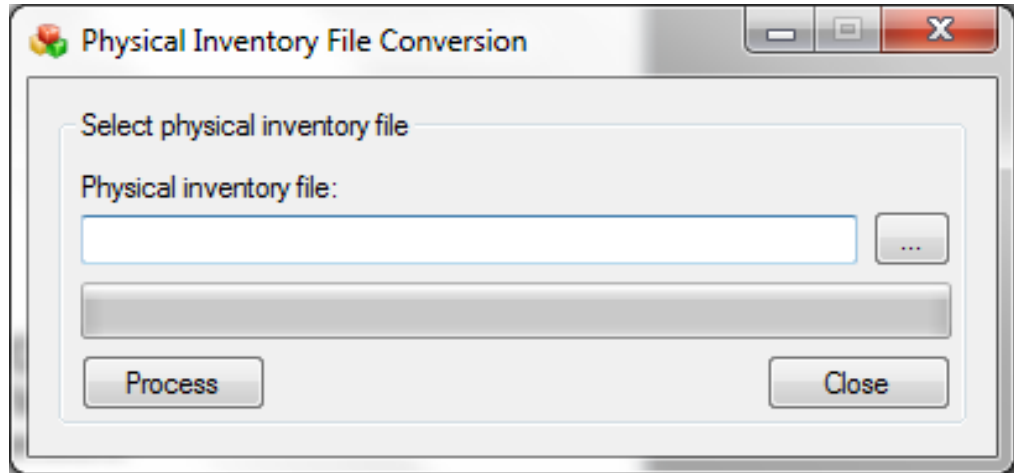 Physical Inventory File Conversion
Select physical inventory file
Physical inventory file:
...
Process
Close